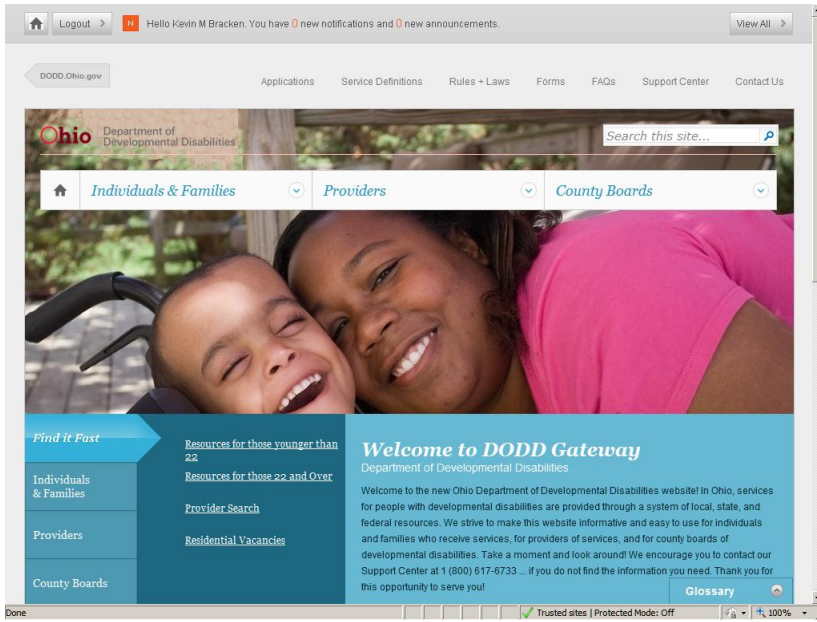 Logout > N Hello Kevin M Bracken. You have 0 new notifications and 0 new announcements. View All >
DODD.Ohio.gov
Applications Service Definitions Rules + Laws Forms FAQs Support Center Contact Us
Ohio Department of
Developmental Disabilities
Search this site...
Individuals & Families Providers County Boards
Find it Fast
Individuals
& Families
Providers
County Boards
Resources for those younger than
22
Resources for those 22 and Over
Provider Search
Residential Vacancies
Welcome to DODD Gateway
Department of Developmental Disabilities
Welcome to the new Ohio Department of Developmental Disabilities website! In Ohio, services
for people with developmental disabilities are provided through a system of local, state, and
federal resources. We strive to make this website informative and easy to use for individuals
and families who receive services, for providers of services, and for county boards of
developmental disabilities. Take a moment and look around! We encourage you to contact our
Support Center at 1 (800) 617-6733 ... if you do not find the information you need. Thank you for
this opportunity to serve you!
Glossary
Done Trusted sites | Protected Mode: Off 100%